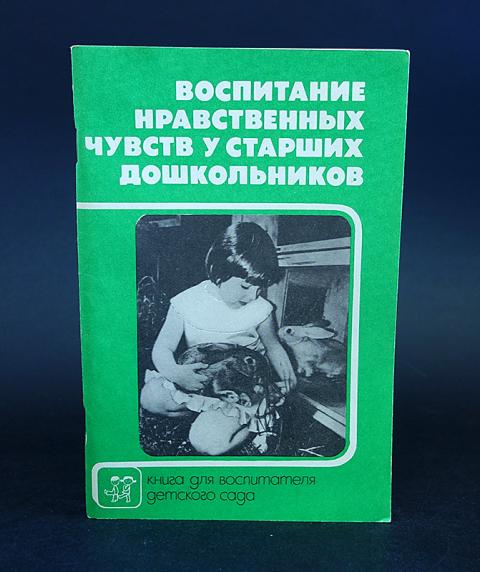 ВОСПИТАНИЕ
НРАВСТВЕННЫХ
ЧУВСТВ У СТАРШИХ
ДОШКОЛЬНИКОВ
книга для воспитателя
детского сада